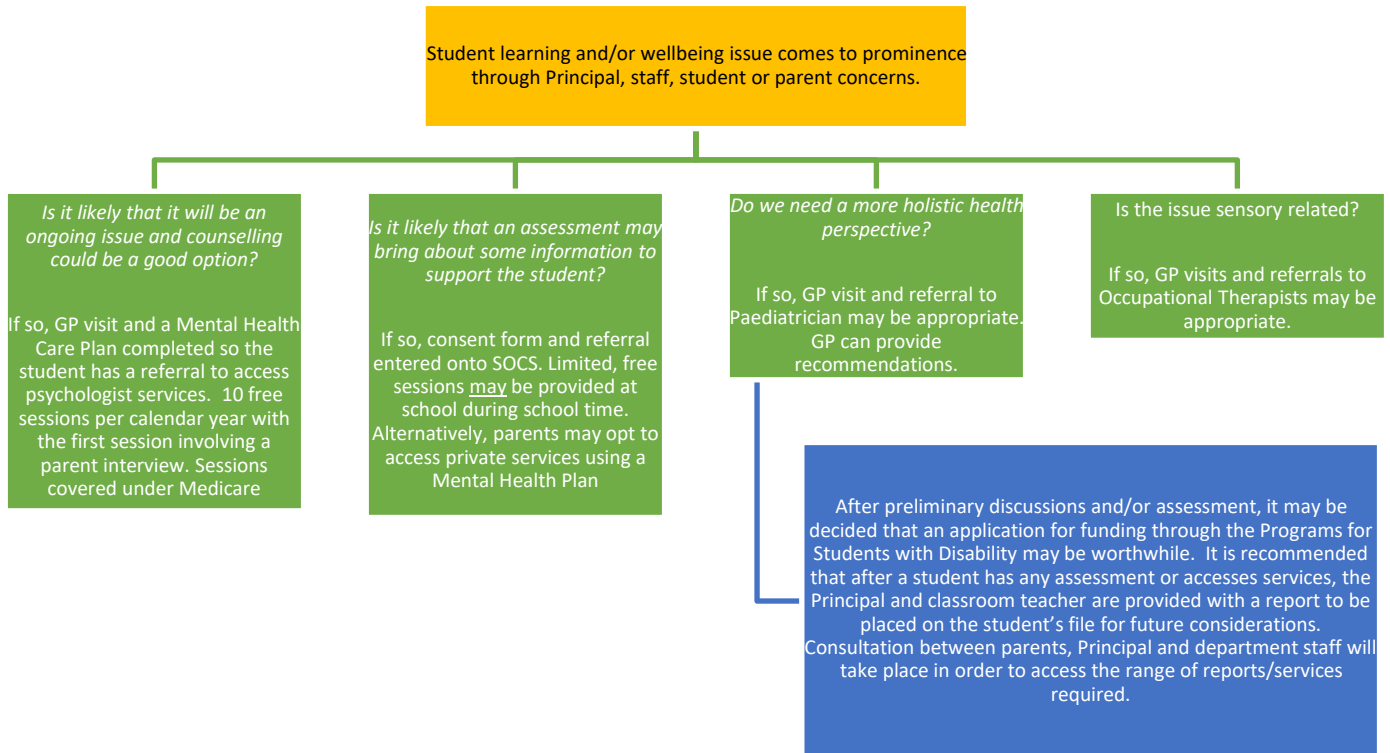 Student learning and/or wellbeing issue comes to prominence
through Principal, staff, student or parent concerns.
Is it likely that it will be an
ongoing issue and counselling
could be a good option?
If so, GP visit and a Mental Health
Care Plan completed so the
student has a referral to access
psychologist services.  10 free
sessions per calendar year with
the first session involving a
parent interview. Sessions
covered under Medicare
Is it likely that an assessment may
bring about some information to
support the student?
If so, consent form and referral
entered onto SOCS. Limited, free
sessions may be provided at
school during school time.
Alternatively, parents may opt to
access private services using a
Mental Health Plan
Do we need a more holistic health
perspective?
If so, GP visit and referral to
Paediatrician may be appropriate.
GP can provide
recommendations.
Is the issue sensory related?
If so, GP visits and referrals to
Occupational Therapists may be
appropriate.
After preliminary discussions and/or assessment, it may be
decided that an application for funding through the Programs for
Students with Disability may be worthwhile.  It is recommended
that after a student has any assessment or accesses services, the
Principal and classroom teacher are provided with a report to be
placed on the student’s file for future considerations.
Consultation between parents, Principal and department staff will
take place in order to access the range of reports/services
required.